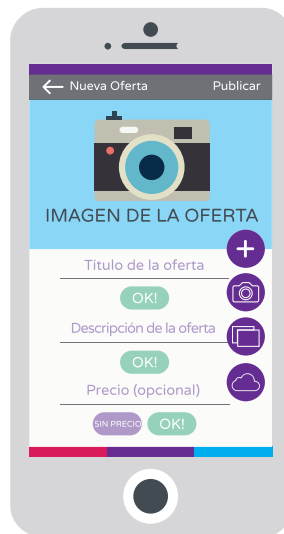 Nueva Oferta Publicar
IMAGEN DE LA OFERTA
Título de la oferta
OK!
Descripción de la oferta
OK!
Precio (opcional)
SIN PRECIO OK!